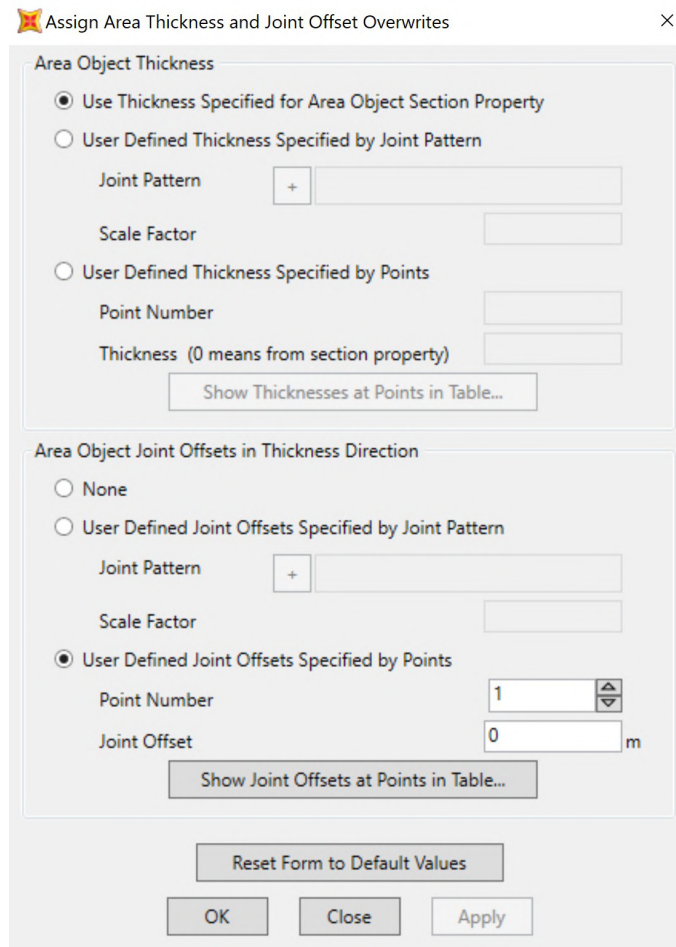 Assign Area Thickness and Joint Offset Overwrites
Area Object Thickness
Use Thickness Specified for Area Object Section Property
User Defined Thickness Specified by Joint Pattern
Joint Pattern +
Scale Factor
User Defined Thickness Specified by Points
Point Number
Thickness (0 means from section property)
Show Thicknesses at Points in Table...
Area Object Joint Offsets in Thickness Direction
None
User Defined Joint Offsets Specified by Joint Pattern
Joint Pattern +
Scale Factor
User Defined Joint Offsets Specified by Points
Point Number 1
Joint Offset 0 m
Show Joint Offsets at Points in Table...
Reset Form to Default Values
OK Close Apply